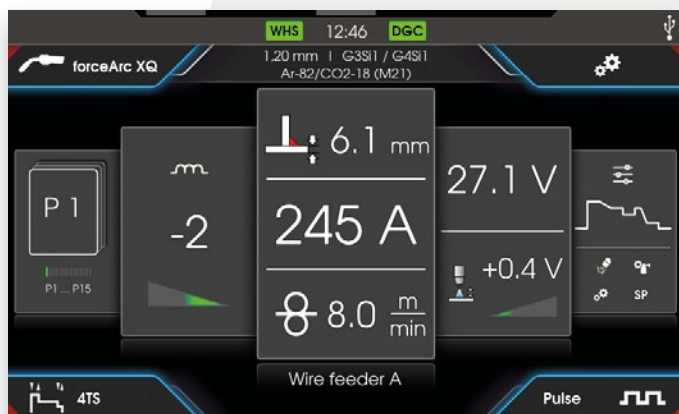 WHS 12:46 DGC
forceArc XQ
1.20 mm I G3Si1 / G4Si1
Ar-82/CO2-18 (M21)
P 1
P1 ... P15
-2
6.1 mm
245 A
8.0 m/min
27.1 V
+0.4 V
SP
Wire feeder A
4TS
Pulse